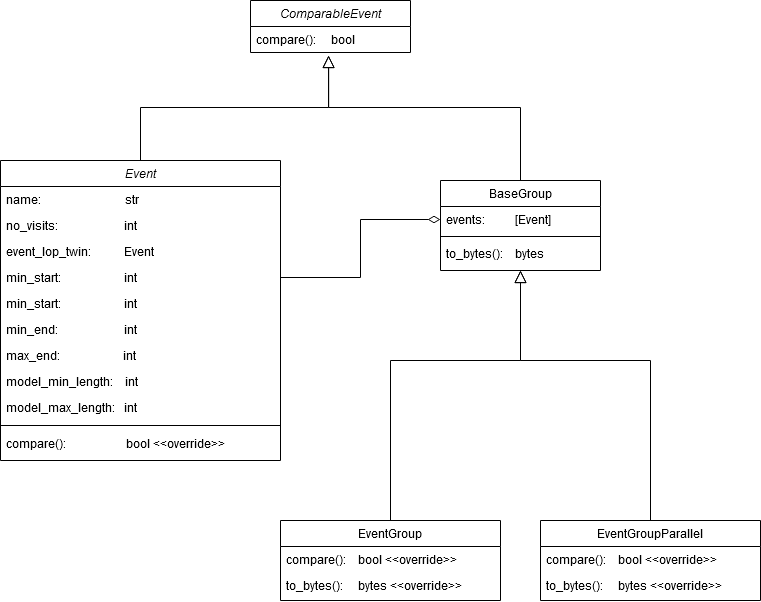 ComparableEvent
compare(): bool
Event
name: str
no_visits: int
event_lop_twin: Event
min_start: int
min_start: int
min_end: int
max_end: int
model_min_length: int
model_max_length: int
compare(): bool <<override>>
BaseGroup
events: [Event]
to_bytes(): bytes
EventGroup
compare(): bool <<override>>
to_bytes(): bytes <<override>>
EventGroupParallel
compare(): bool <<override>>
to_bytes(): bytes <<override>>